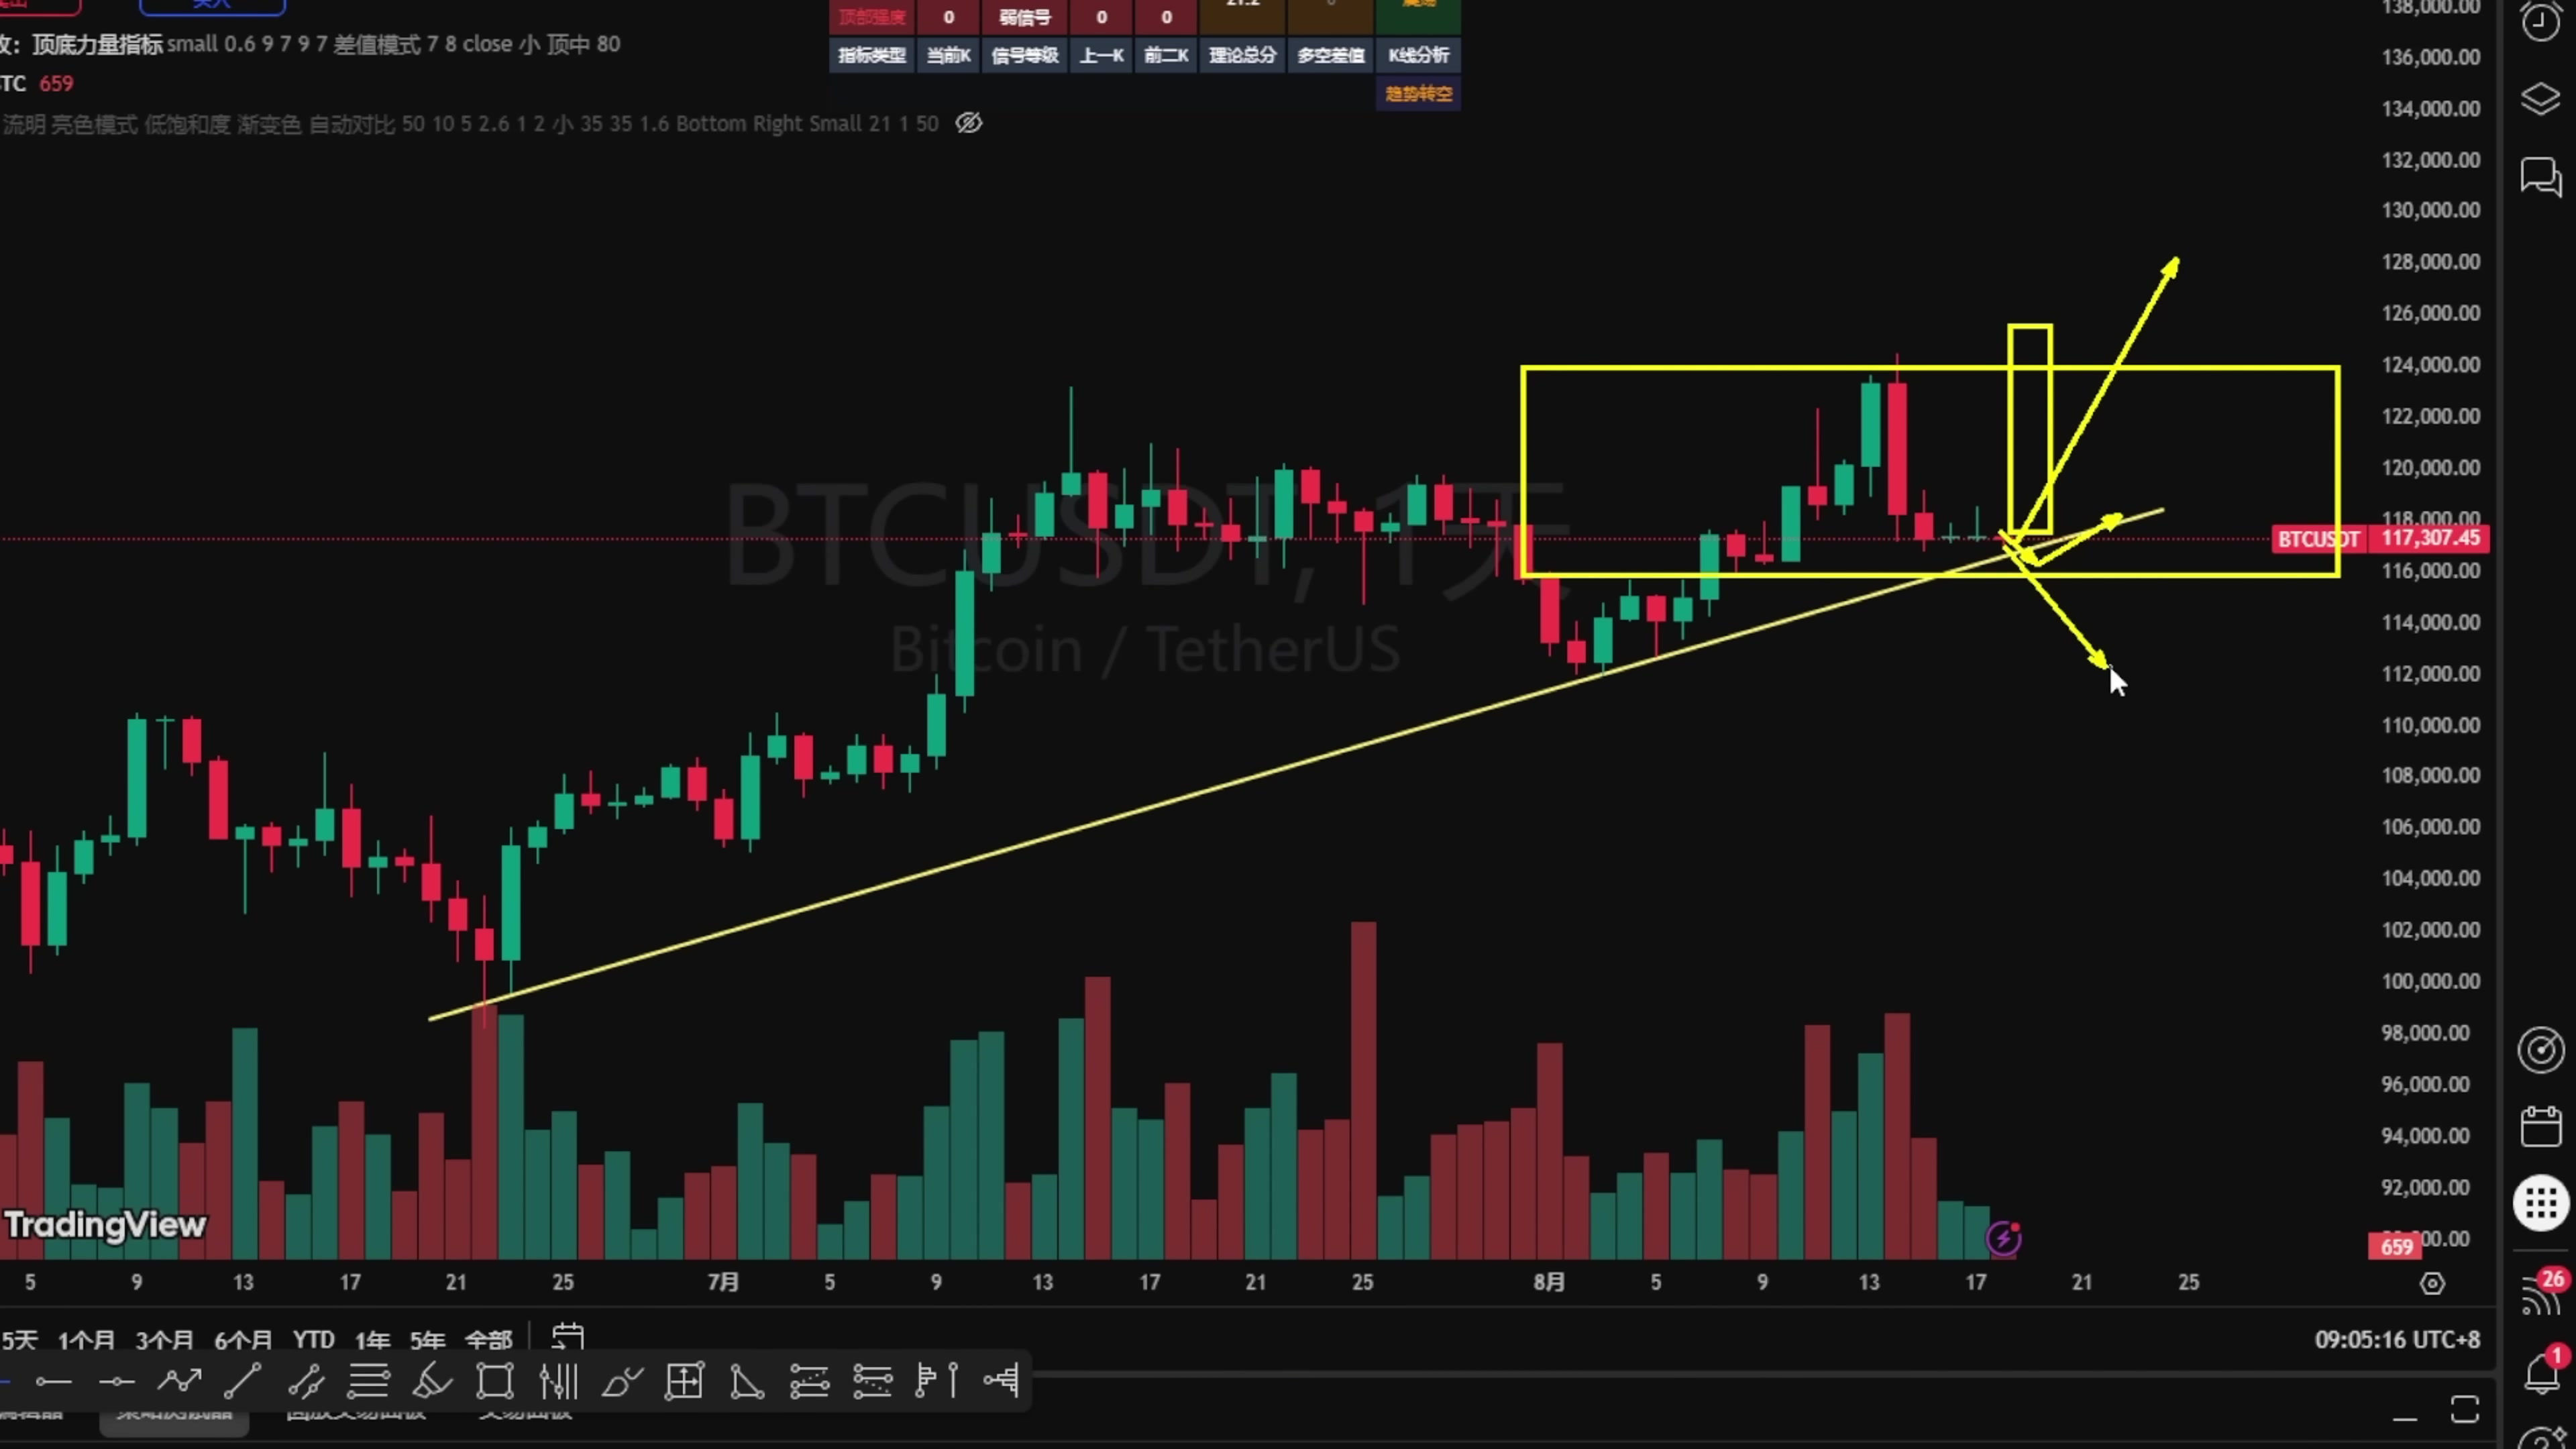 卖出
买入
顶部强度 0 弱信号 0 0
指标类型 当前K 信号等级 上一K 前二K 理论总分 多空差值 K线分析
趋势转空
顶底力量指标 small 0.6 9 7 9 7 差值模式 7 8 close 小 顶中 80
TC 659
流明 亮色模式 低饱和度 渐变色 自动对比 50 10 5 2.6 1 2 小 35 35 1.6 Bottom Right Small 21 1 50
138,000.00
136,000.00
134,000.00
132,000.00
130,000.00
128,000.00
126,000.00
124,000.00
122,000.00
120,000.00
118,000.00
BTCUSDT 117,307.45
116,000.00
114,000.00
112,000.00
110,000.00
108,000.00
106,000.00
104,000.00
102,000.00
100,000.00
98,000.00
96,000.00
94,000.00
92,000.00
659
BTCUSDT, 1天
Bitcoin / TetherUS
TradingView
5 9 13 17 21 25 7月 5 9 13 17 21 25 8月 5 9 13 17 21 25
5天 1个月 3个月 6个月 YTD 1年 5年 全部
09:05:16 UTC+8
26
1